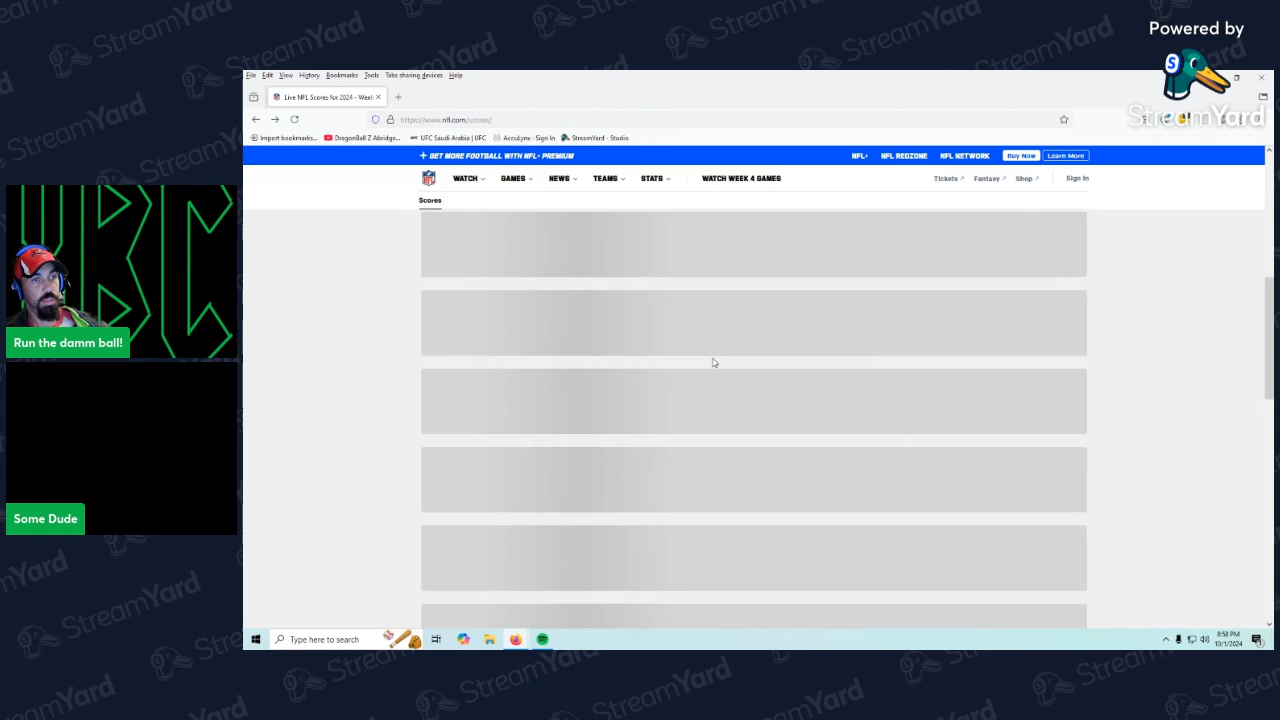 Powered by
StreamYard
File Edit View History Bookmarks Tools Tabs sharing devices Help
Live NFL Scores for 2024 - Weel
https://www.nfl.com/scores/
Import bookmarks... DragonBall Z Abridge... UFC Saudi Arabia | UFC AccuLynx - Sign In StreamYard - Studio
GET MORE FOOTBALL WITH NFL+ PREMIUM NFL+ NFL REDZONE NFL NETWORK Buy Now Learn More
WATCH GAMES NEWS TEAMS STATS WATCH WEEK 4 GAMES Tickets Fantasy Shop Sign In
Scores
Run the damm ball!
Some Dude
Type here to search
8:58 PM
10/1/2024